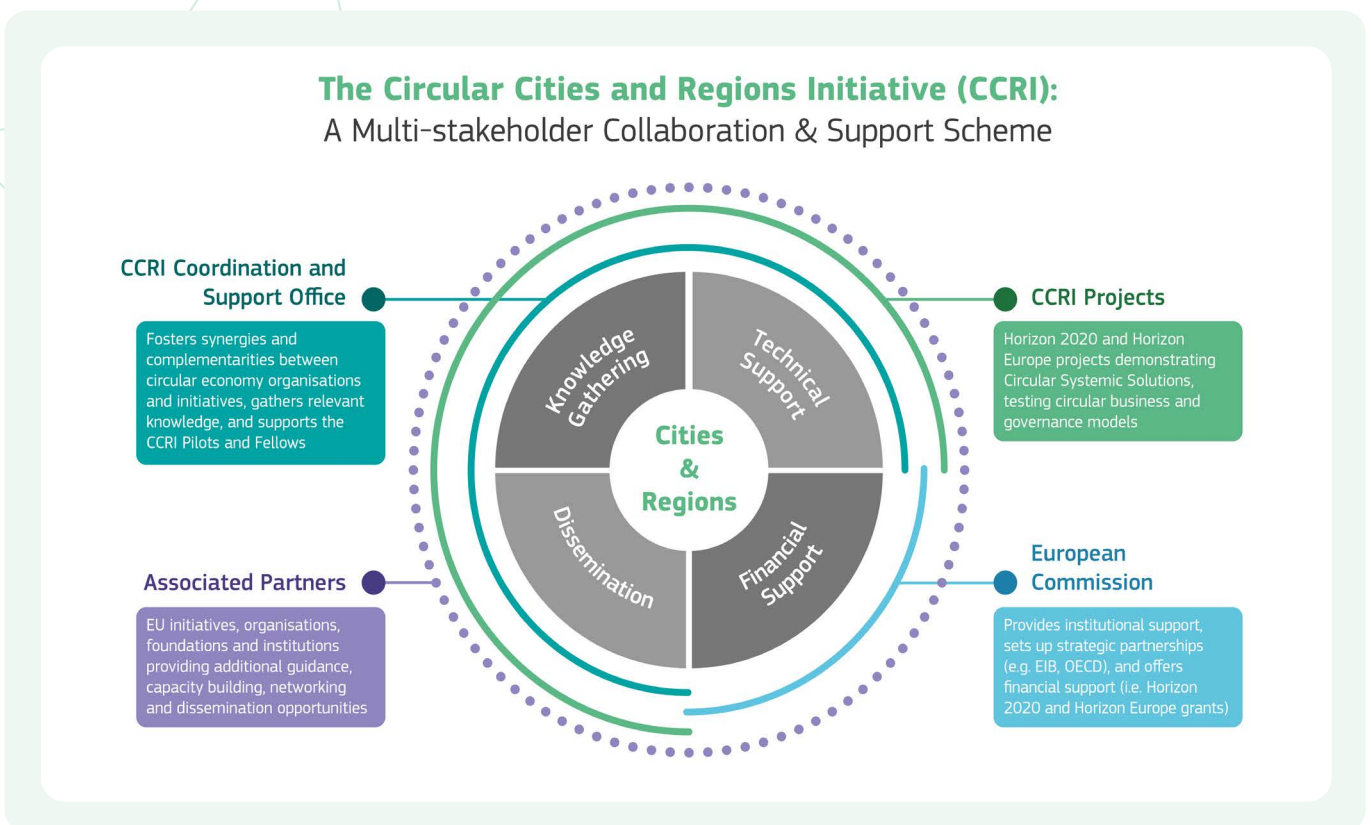 The Circular Cities and Regions Initiative (CCRI):
A Multi-stakeholder Collaboration & Support Scheme
CCRI Coordination and
Support Office
Fosters synergies and
complementarities between
circular economy organisations
and initiatives, gathers relevant
knowledge, and supports the
CCRI Pilots and Fellows
CCRI Projects
Horizon 2020 and Horizon
Europe projects demonstrating
Circular Systemic Solutions,
testing circular business and
governance models
Knowledge
Gathering
Technical
Support
Cities
&
Regions
Dissemination
Financial
Support
Associated Partners
EU initiatives, organisations,
foundations and institutions
providing additional guidance,
capacity building, networking
and dissemination opportunities
European
Commission
Provides institutional support,
sets up strategic partnerships
(e.g. EIB, OECD), and offers
financial support (i.e. Horizon
2020 and Horizon Europe grants)